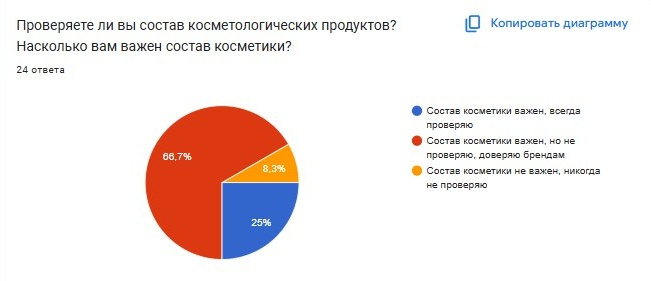 Проверяете ли вы состав косметологических продуктов?
Насколько вам важен состав косметики?
Копировать диаграмму
24 ответа
66,7%
8,3%
25%
Состав косметики важен, всегда
проверяю
Состав косметики важен, но не
проверяю, доверяю брендам
Состав косметики не важен, никогда
не проверяю